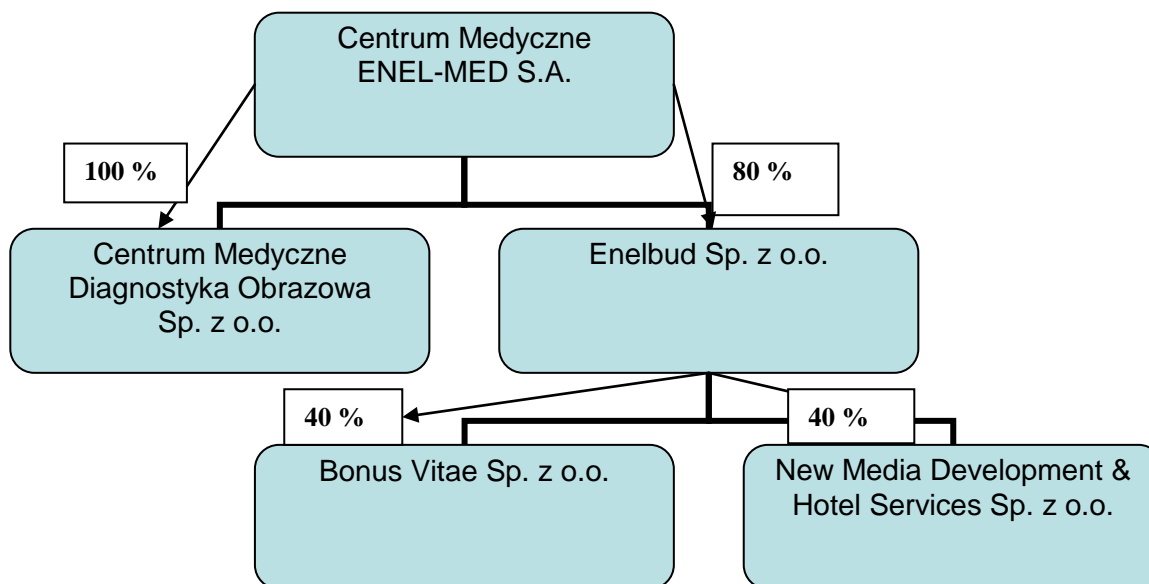 Centrum Medyczne
ENEL-MED S.A.
100 %
80 %
Centrum Medyczne
Diagnostyka Obrazowa
Sp. z o.o.
Enelbud Sp. z o.o.
40 %
40 %
Bonus Vitae Sp. z o.o.
New Media Development &
Hotel Services Sp. z o.o.